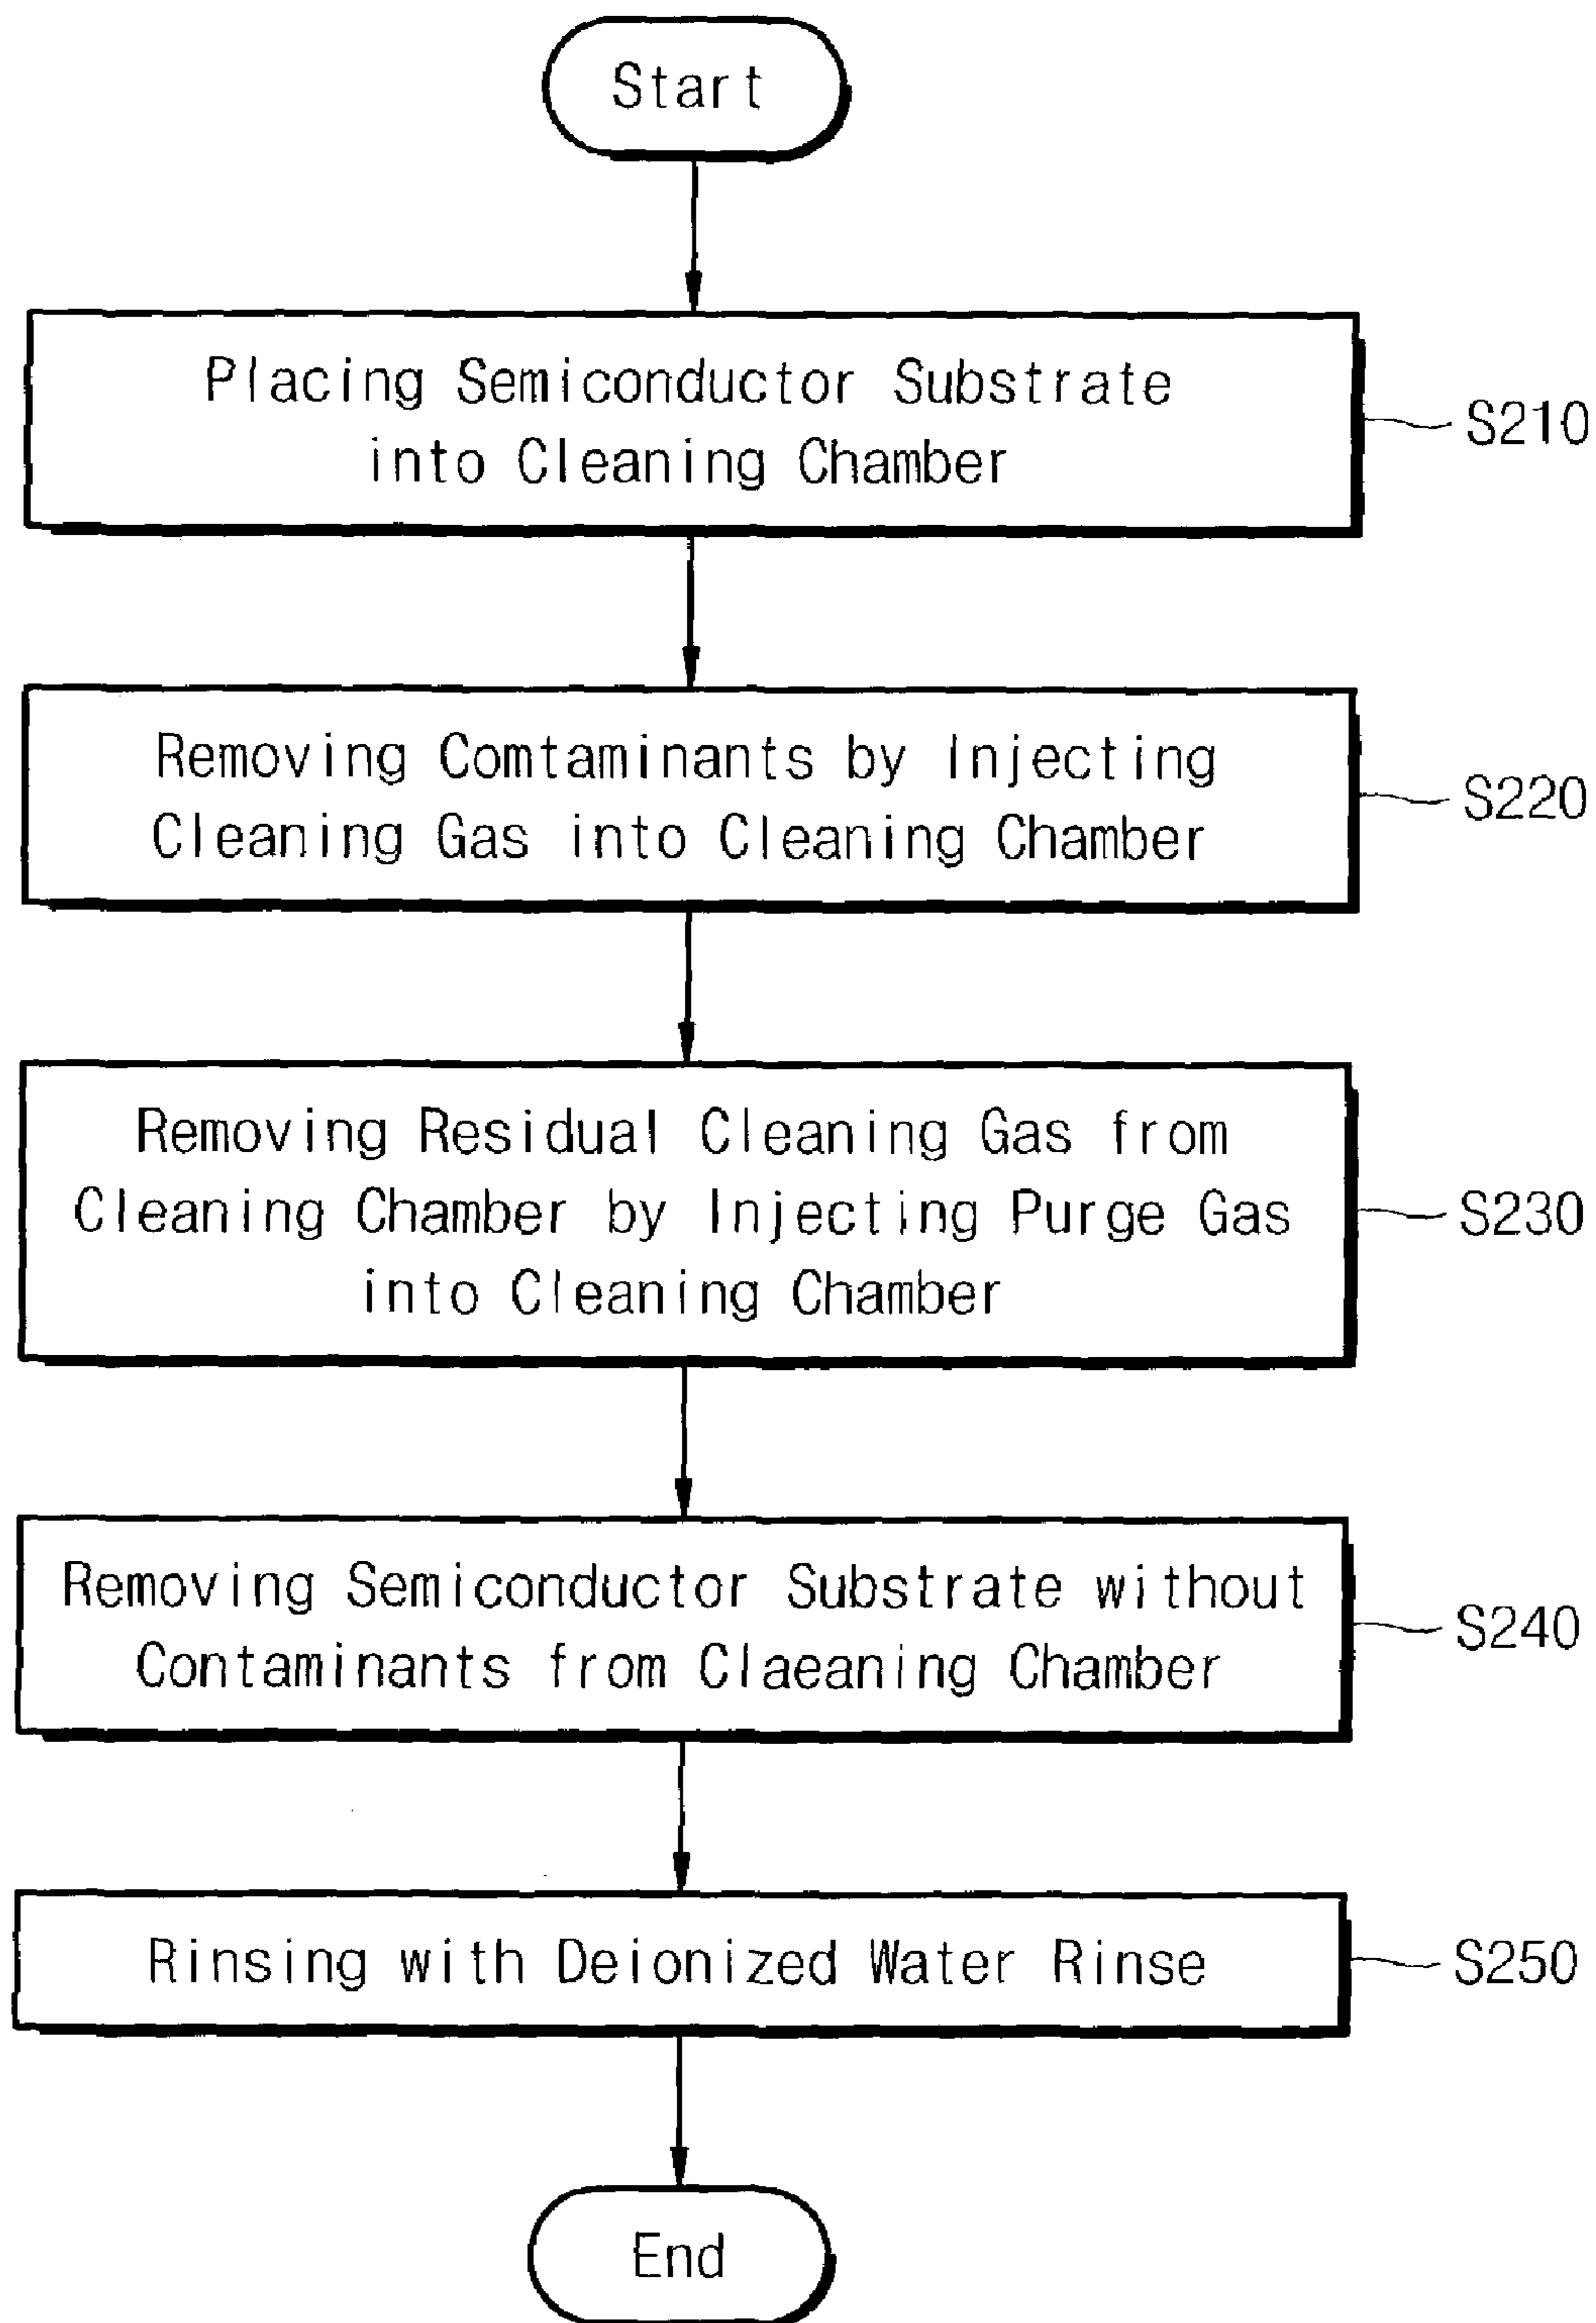 Start
Placing Semiconductor Substrate
into Cleaning Chamber
S210
Removing Comtaminants by Injecting
Cleaning Gas into Cleaning Chamber
S220
Removing Residual Cleaning Gas from
Cleaning Chamber by Injecting Purge Gas
into Cleaning Chamber
S230
Removing Semiconductor Substrate without
Contaminants from Claeaning Chamber
S240
Rinsing with Deionized Water Rinse
S250
End